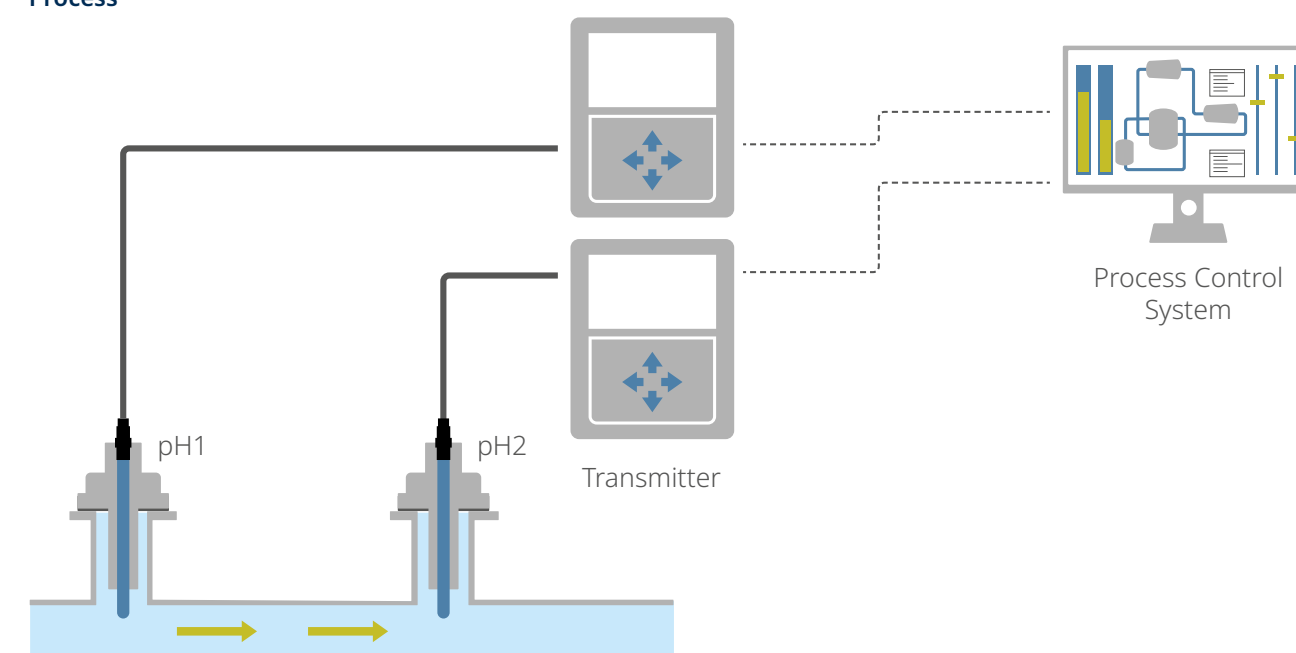 Process
pH1
pH2
Transmitter
Process Control
System